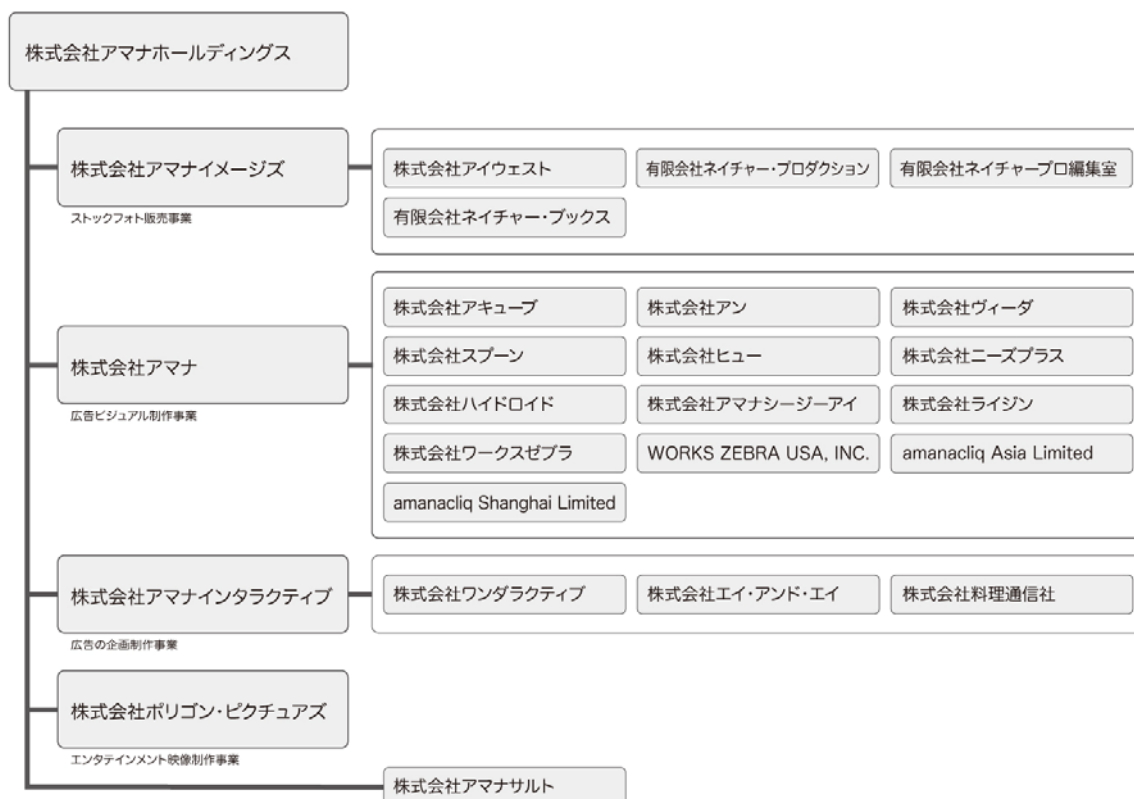 株式会社アマナホールディングス
株式会社アマナイメージズ
ストックフォト販売事業
株式会社アイウェスト
有限会社ネイチャー・プロダクション
有限会社ネイチャープロ編集室
有限会社ネイチャー・ブックス
株式会社アマナ
広告ビジュアル制作事業
株式会社アキューブ
株式会社アン
株式会社ヴィーダ
株式会社スプーン
株式会社ヒュー
株式会社ニーズプラス
株式会社ハイドロイド
株式会社アマナシージーアイ
株式会社ライジン
株式会社ワークスゼブラ
WORKS ZEBRA USA, INC.
amanacliq Asia Limited
amanacliq Shanghai Limited
株式会社アマナインタラクティブ
広告の企画制作事業
株式会社ワンダラクティブ
株式会社エイ・アンド・エイ
株式会社料理通信社
株式会社ポリゴン・ピクチュアズ
エンタテインメント映像制作事業
株式会社アマナサルト